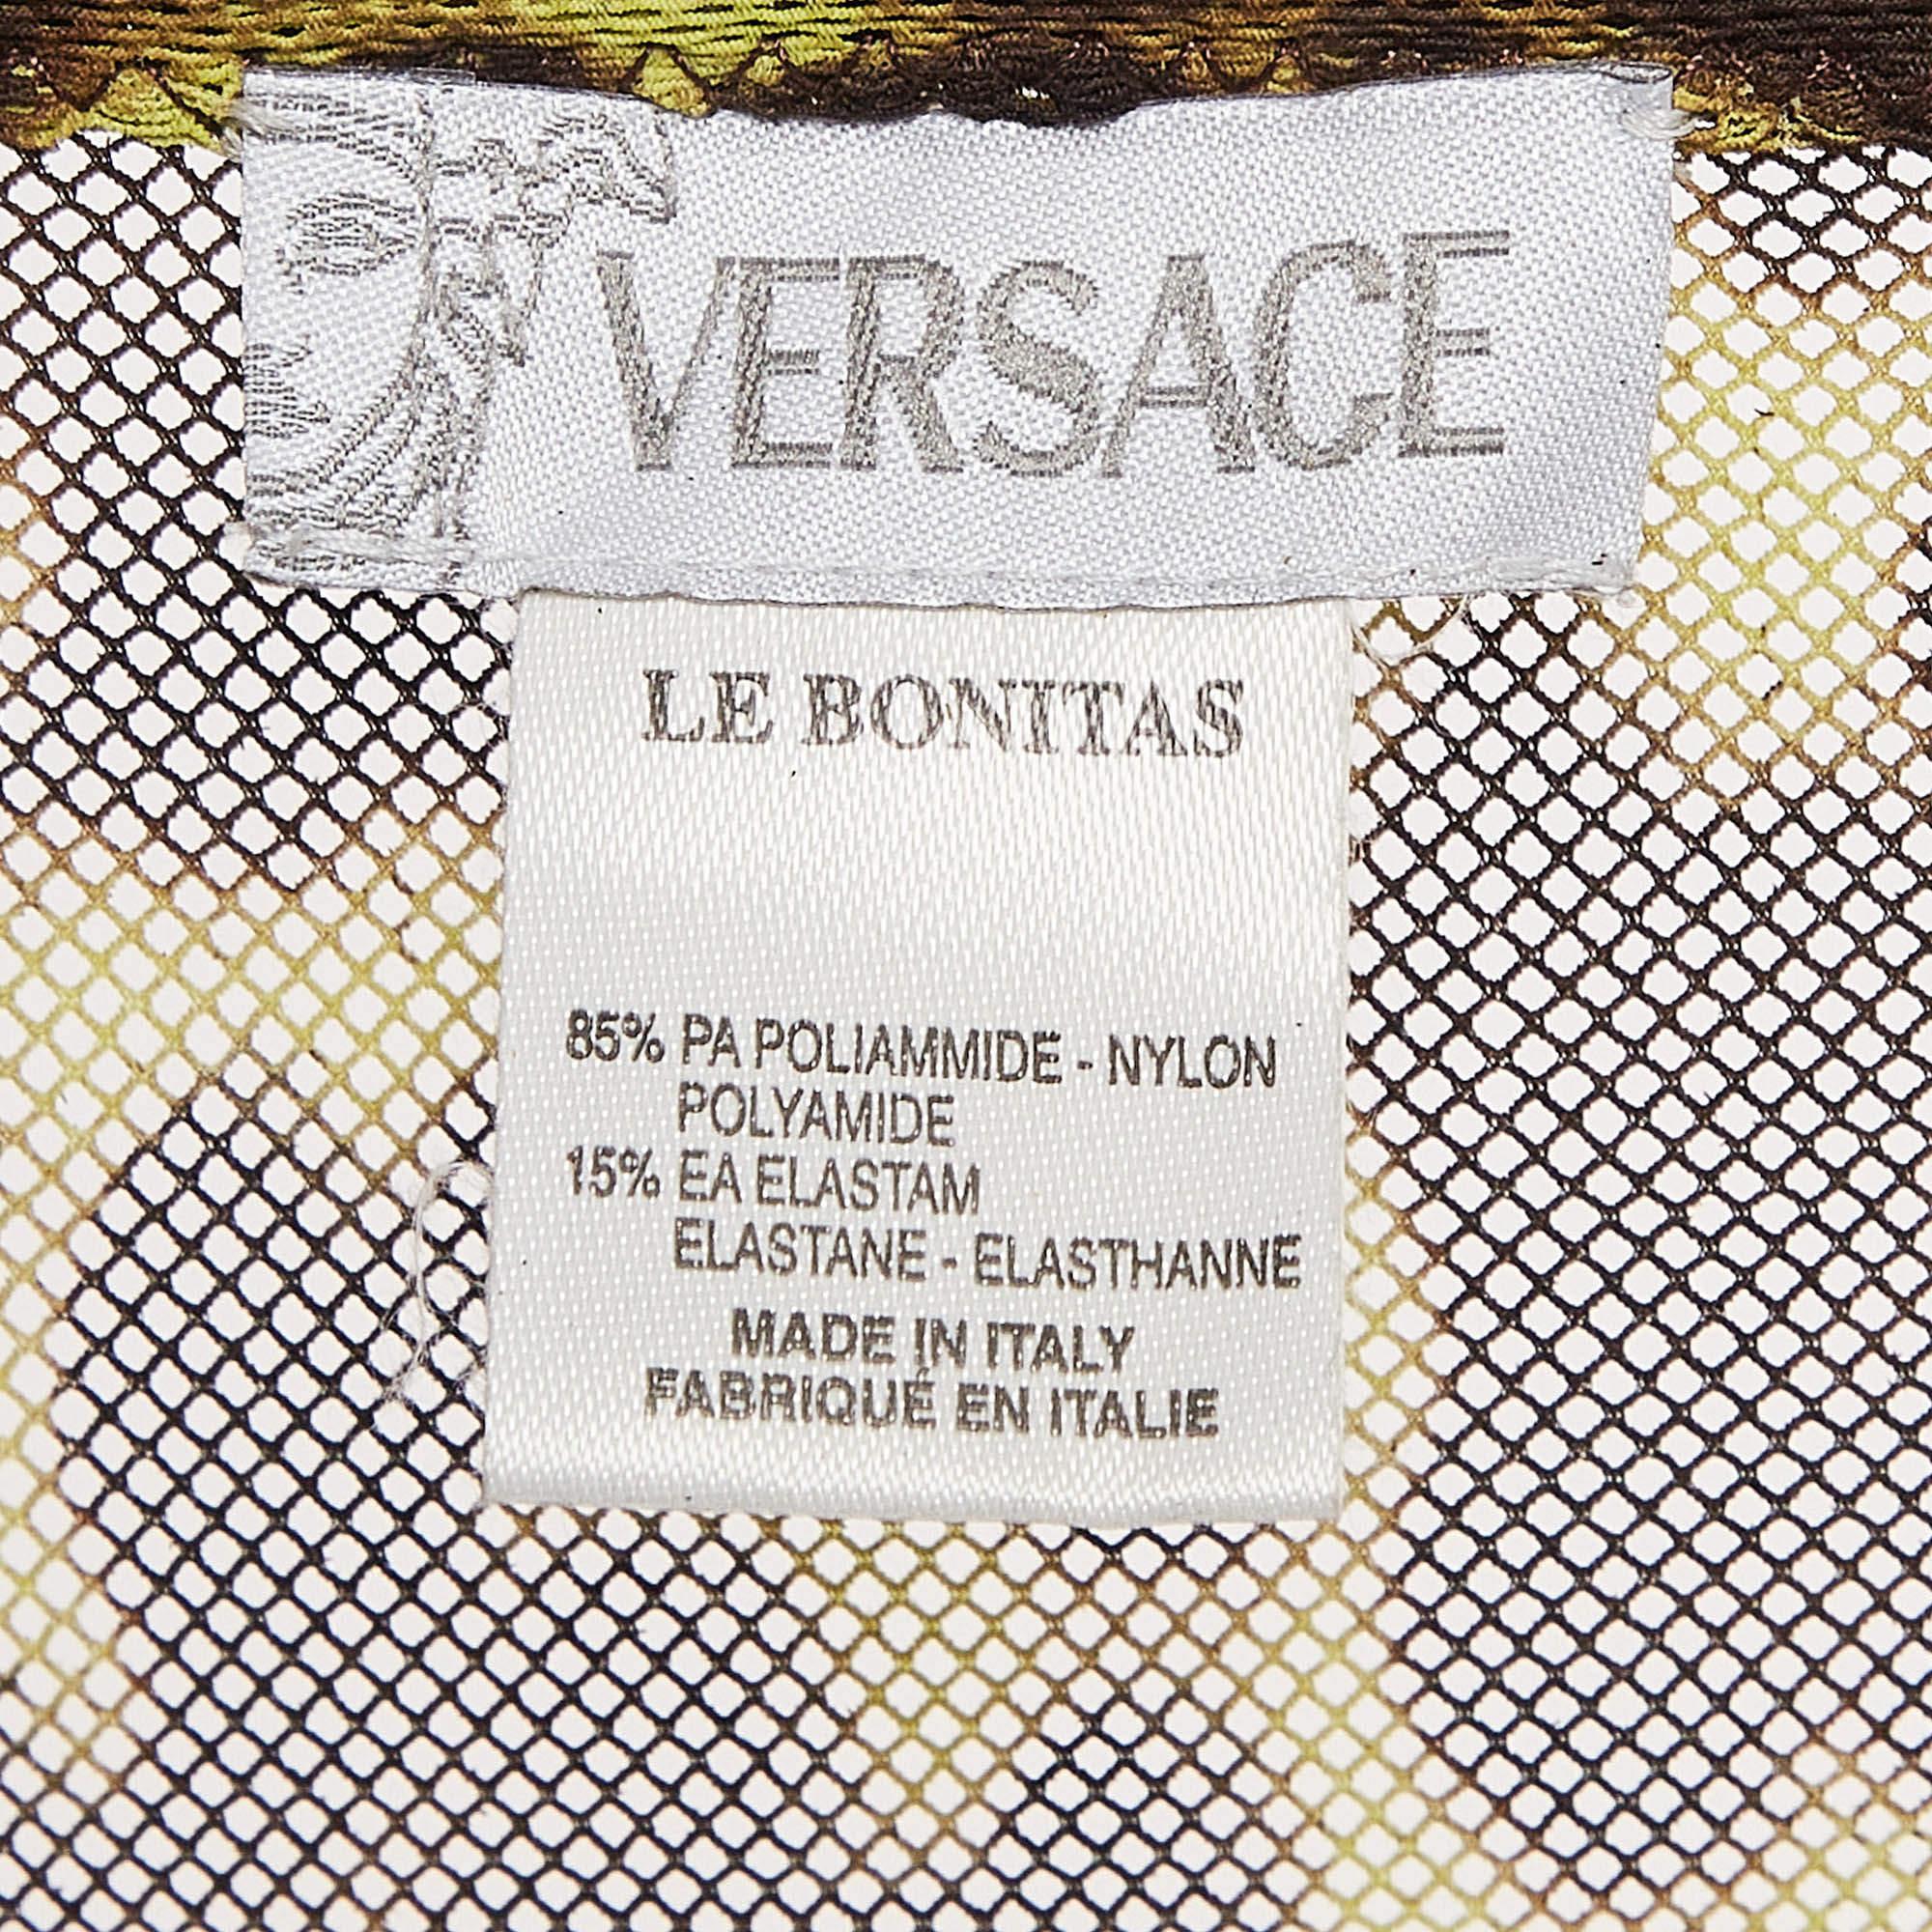 VERSACE
LE BONITAS
85% PA POLIAMMIDE - NYLON
POLYAMIDE
15% EA ELASTAM
ELASTANE - ELASTHANNE
MADE IN ITALY
FABRIQUÉ EN ITALIE